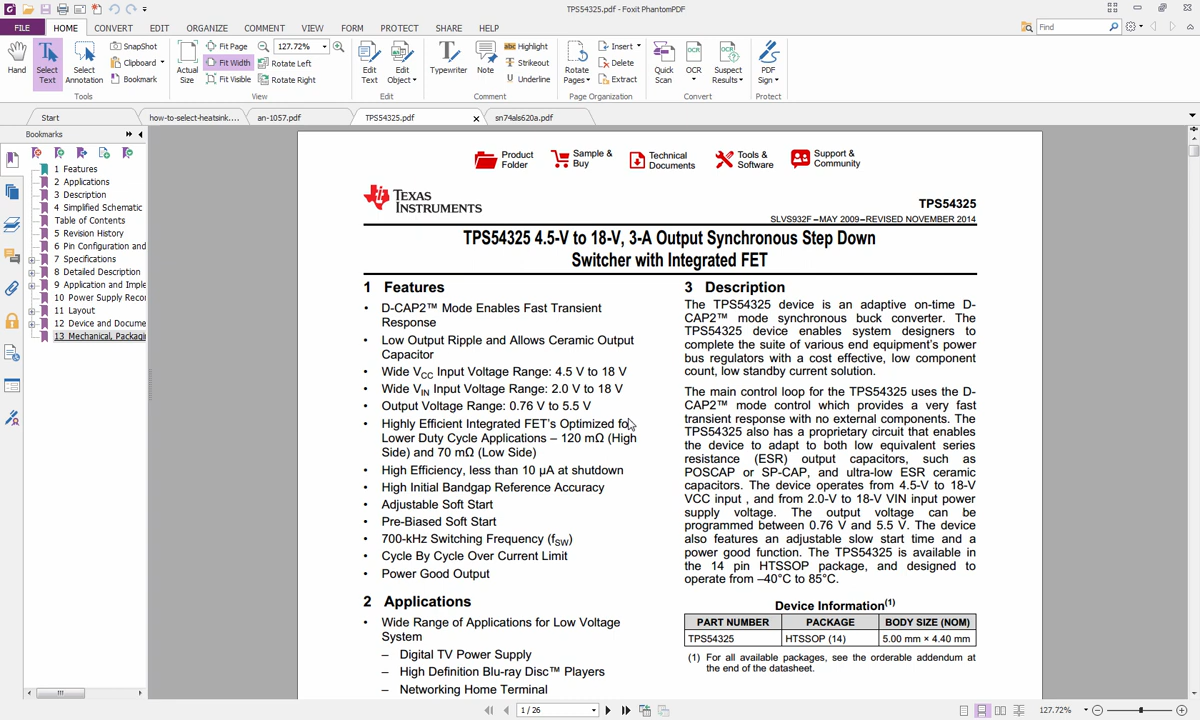 TPS54325.pdf - Foxit PhantomPDF
FILE HOME CONVERT EDIT ORGANIZE COMMENT VIEW FORM PROTECT SHARE HELP Find
Hand
Select Text
Select Annotation
SnapShot
Clipboard
Bookmark
Tools
Actual Size
Fit Page
Fit Width
Fit Visible
127.72%
Rotate Left
Rotate Right
View
Edit Text
Edit Object
Edit
Typewriter
Note
Highlight
Strikeout
Underline
Comment
Rotate Pages
Insert
Delete
Extract
Page Organization
Quick Scan
OCR
Suspect Results
Convert
PDF Sign
Protect
Start how-to-select-heatsink.... an-1057.pdf TPS54325.pdf sn74als620a.pdf
Bookmarks
1 Features
2 Applications
3 Description
4 Simplified Schematic
Table of Contents
5 Revision History
6 Pin Configuration and
7 Specifications
8 Detailed Description
9 Application and Imple
10 Power Supply Reco
11 Layout
12 Device and Docume
13 Mechanical, Packagi
Product Folder
Sample & Buy
Technical Documents
Tools & Software
Support & Community
TEXAS INSTRUMENTS
TPS54325
SLVS932F –MAY 2009–REVISED NOVEMBER 2014
TPS54325 4.5-V to 18-V, 3-A Output Synchronous Step Down
Switcher with Integrated FET
1 Features
• D-CAP2™ Mode Enables Fast Transient
Response
• Low Output Ripple and Allows Ceramic Output
Capacitor
• Wide VCC Input Voltage Range: 4.5 V to 18 V
• Wide VIN Input Voltage Range: 2.0 V to 18 V
• Output Voltage Range: 0.76 V to 5.5 V
• Highly Efficient Integrated FET's Optimized for
Lower Duty Cycle Applications – 120 mΩ (High
Side) and 70 mΩ (Low Side)
• High Efficiency, less than 10 μA at shutdown
• High Initial Bandgap Reference Accuracy
• Adjustable Soft Start
• Pre-Biased Soft Start
• 700-kHz Switching Frequency (fSW)
• Cycle By Cycle Over Current Limit
• Power Good Output
2 Applications
• Wide Range of Applications for Low Voltage
System
– Digital TV Power Supply
– High Definition Blu-ray Disc™ Players
– Networking Home Terminal
3 Description
The TPS54325 device is an adaptive on-time D-
CAP2™ mode synchronous buck converter. The
TPS54325 device enables system designers to
complete the suite of various end equipment's power
bus regulators with a cost effective, low component
count, low standby current solution.
The main control loop for the TPS54325 uses the D-
CAP2™ mode control which provides a very fast
transient response with no external components. The
TPS54325 also has a proprietary circuit that enables
the device to adapt to both low equivalent series
resistance (ESR) output capacitors, such as
POSCAP or SP-CAP, and ultra-low ESR ceramic
capacitors. The device operates from 4.5-V to 18-V
VCC input , and from 2.0-V to 18-V VIN input power
supply voltage. The output voltage can be
programmed between 0.76 V and 5.5 V. The device
also features an adjustable slow start time and a
power good function. The TPS54325 is available in
the 14 pin HTSSOP package, and designed to
operate from –40°C to 85°C.
Device Information(1)
PART NUMBER PACKAGE BODY SIZE (NOM)
TPS54325 HTSSOP (14) 5.00 mm × 4.40 mm
(1) For all available packages, see the orderable addendum at
the end of the datasheet.
1 / 26 127.72%